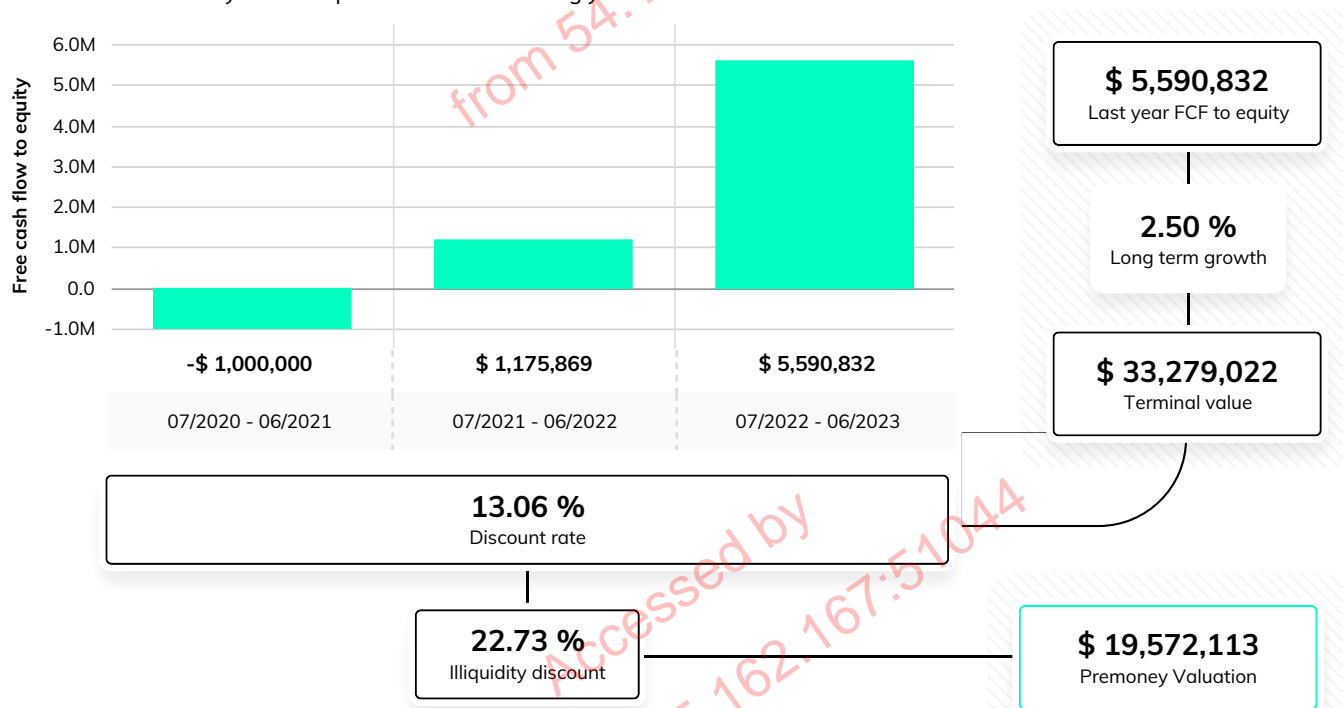 6.0M
5.0M
4.0M
3.0M
2.0M
1.0M
0.0
-1.0M
Free cash flow to equity
-$ 1,000,000
$ 1,175,869
$ 5,590,832
07/2020 - 06/2021
07/2021 - 06/2022
07/2022 - 06/2023
$ 5,590,832
Last year FCF to equity
2.50 %
Long term growth
$ 33,279,022
Terminal value
13.06 %
Discount rate
22.73 %
Illiquidity discount
$ 19,572,113
Premoney Valuation
from 54.
Accessed by
162.167:51044